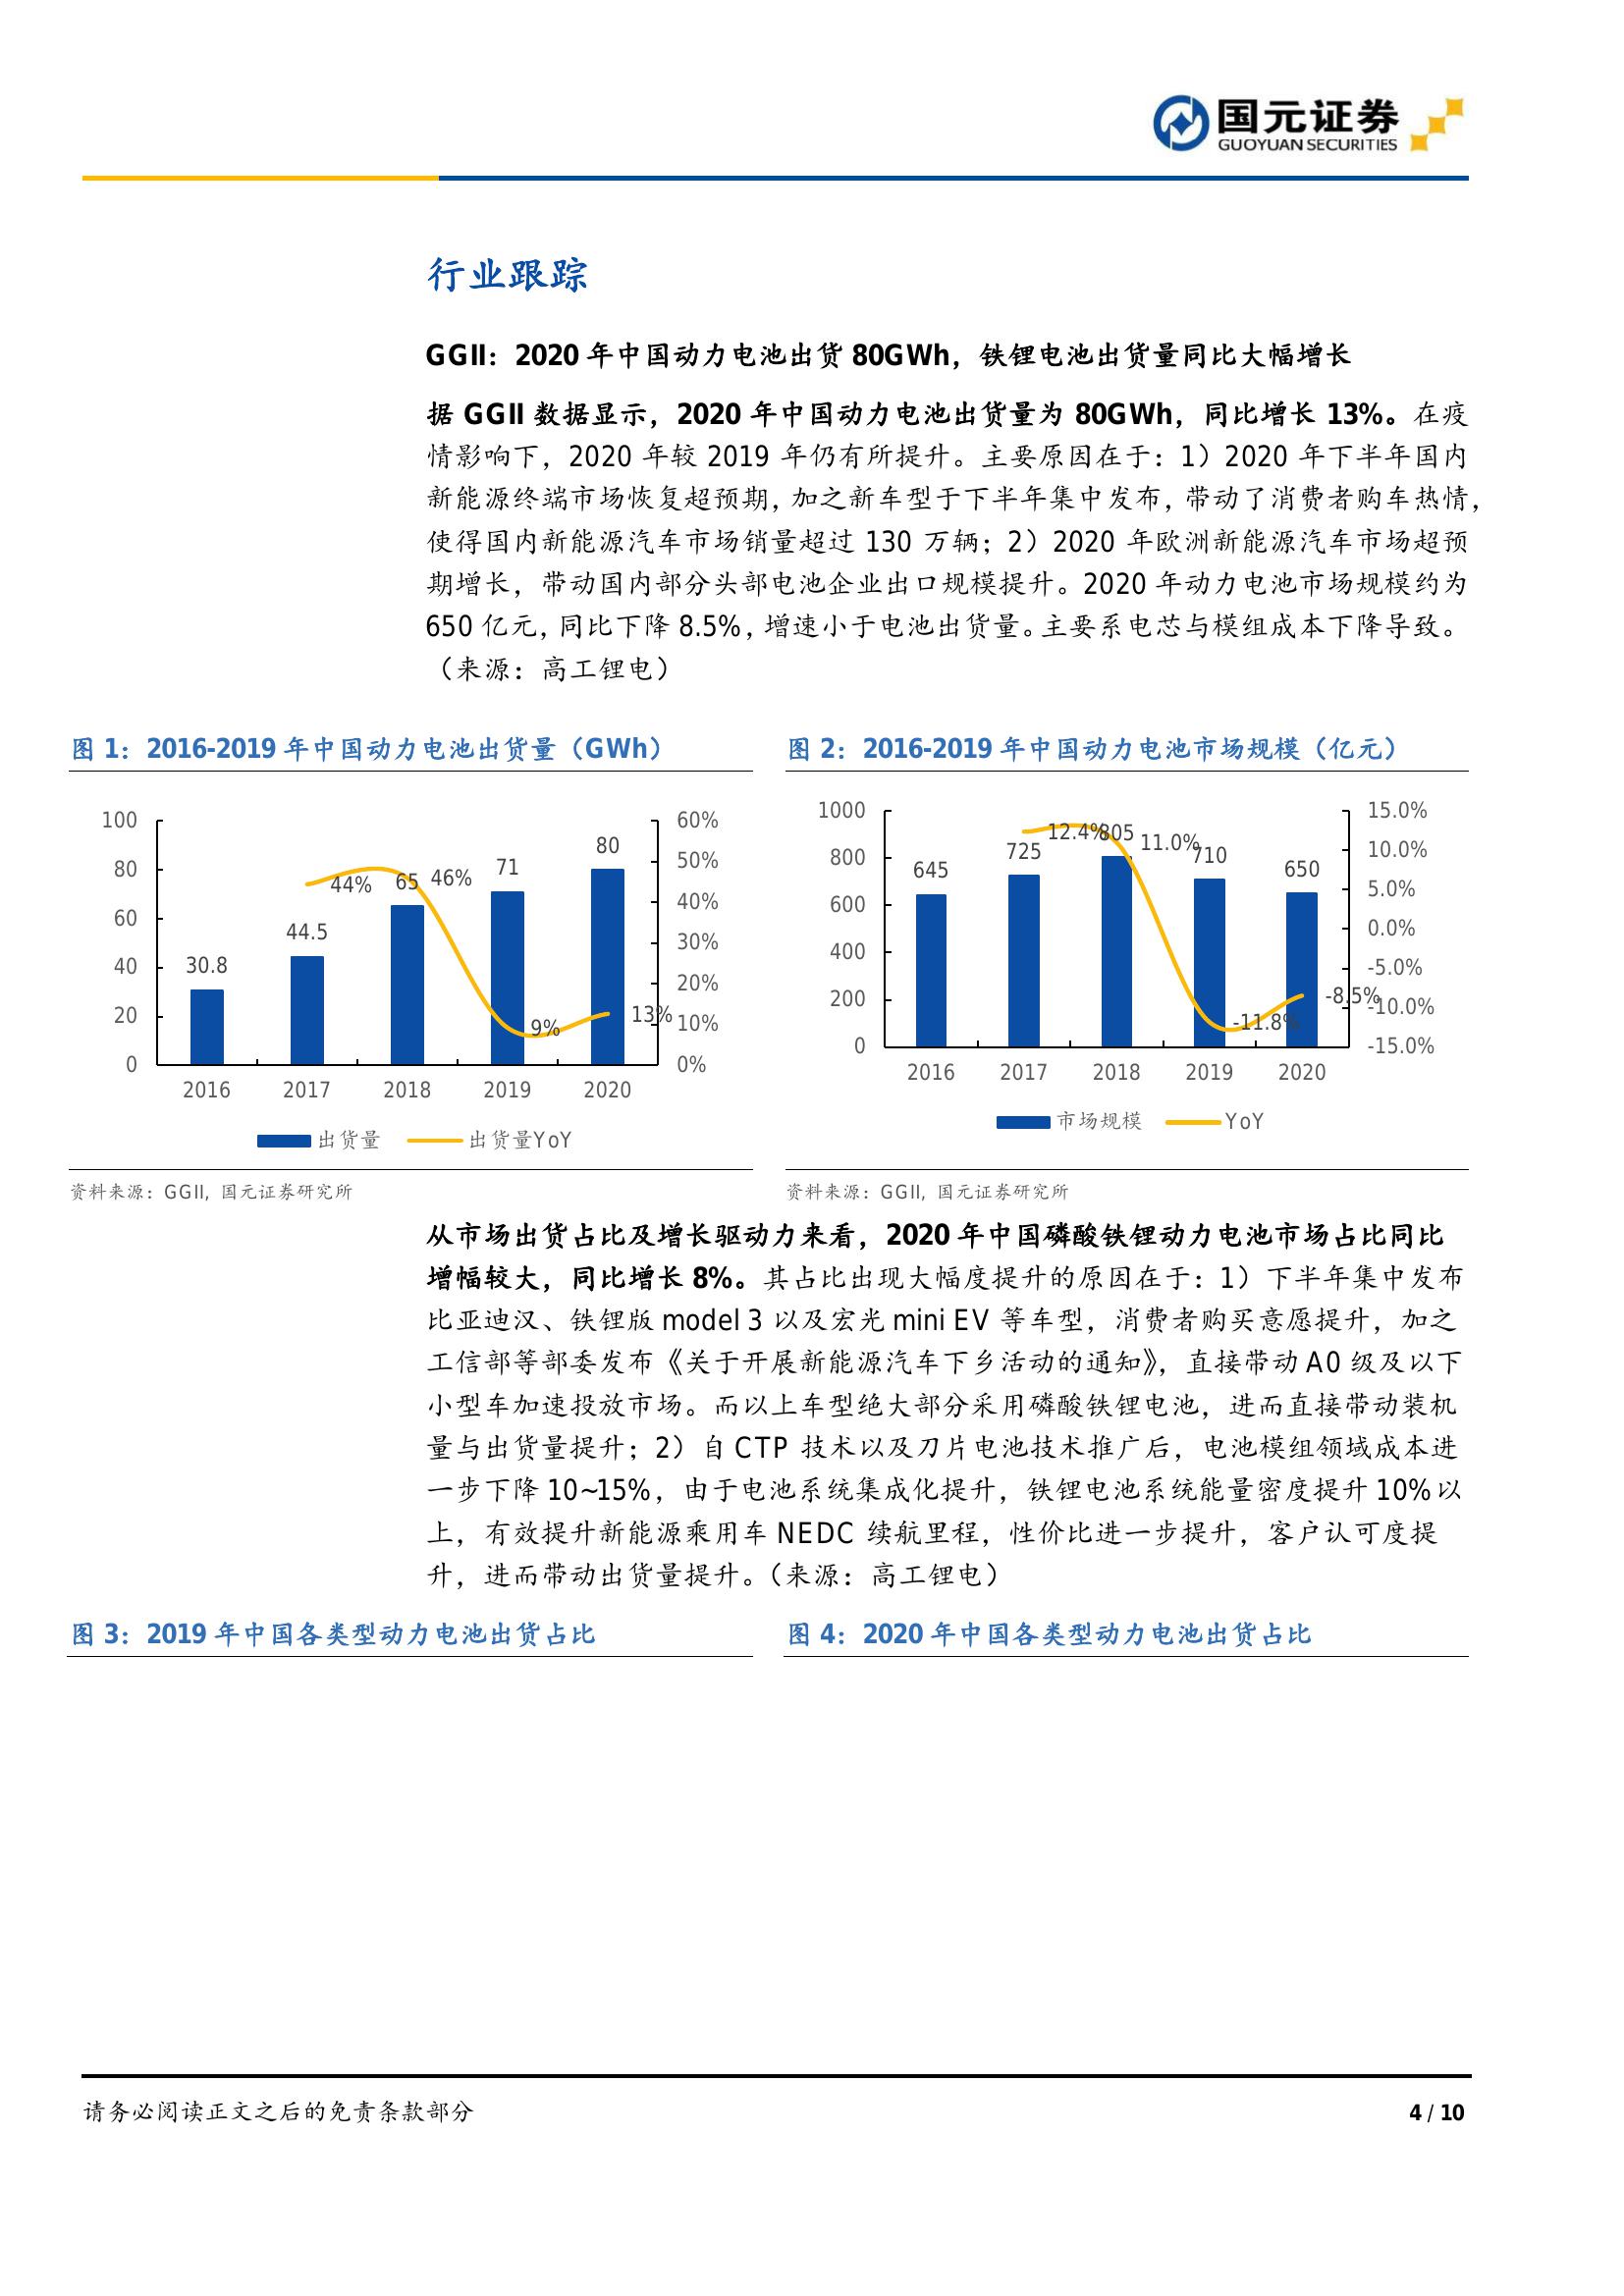 国元证券
GUOYUAN SECURITIES
行业跟踪
GGII：2020 年中国动力电池出货 80GWh，铁锂电池出货量同比大幅增长
据 GGII 数据显示，2020 年中国动力电池出货量为 80GWh，同比增长 13%。在疫
情影响下，2020 年较 2019 年仍有所提升。主要原因在于：1）2020 年下半年国内
新能源终端市场恢复超预期，加之新车型于下半年集中发布，带动了消费者购车热情，
使得国内新能源汽车市场销量超过 130 万辆；2）2020 年欧洲新能源汽车市场超预
期增长，带动国内部分头部电池企业出口规模提升。2020 年动力电池市场规模约为
650 亿元，同比下降 8.5%，增速小于电池出货量。主要系电芯与模组成本下降导致。
（来源：高工锂电）
图 1：2016-2019 年中国动力电池出货量（GWh）
100
80
60
40
20
0
60%
50%
40%
30%
20%
10%
0%
30.8
44.5
65
71
80
44%
46%
9%
13%
2016 2017 2018 2019 2020
出货量 出货量YoY
资料来源：GGII，国元证券研究所
图 2：2016-2019 年中国动力电池市场规模（亿元）
1000
800
600
400
200
0
15.0%
10.0%
5.0%
0.0%
-5.0%
-10.0%
-15.0%
645
725
805
710
650
12.4%
11.0%
-11.8%
-8.5%
2016 2017 2018 2019 2020
市场规模 YoY
资料来源：GGII，国元证券研究所
从市场出货占比及增长驱动力来看，2020 年中国磷酸铁锂动力电池市场占比同比
增幅较大，同比增长 8%。其占比出现大幅度提升的原因在于：1）下半年集中发布
比亚迪汉、铁锂版 model 3 以及宏光 mini EV 等车型，消费者购买意愿提升，加之
工信部等部委发布《关于开展新能源汽车下乡活动的通知》，直接带动 A0 级及以下
小型车加速投放市场。而以上车型绝大部分采用磷酸铁锂电池，进而直接带动装机
量与出货量提升；2）自 CTP 技术以及刀片电池技术推广后，电池模组领域成本进
一步下降 10~15%，由于电池系统集成化提升，铁锂电池系统能量密度提升 10%以
上，有效提升新能源乘用车 NEDC 续航里程，性价比进一步提升，客户认可度提
升，进而带动出货量提升。（来源：高工锂电）
图 3：2019 年中国各类型动力电池出货占比
图 4：2020 年中国各类型动力电池出货占比
请务必阅读正文之后的免责条款部分
4 / 10